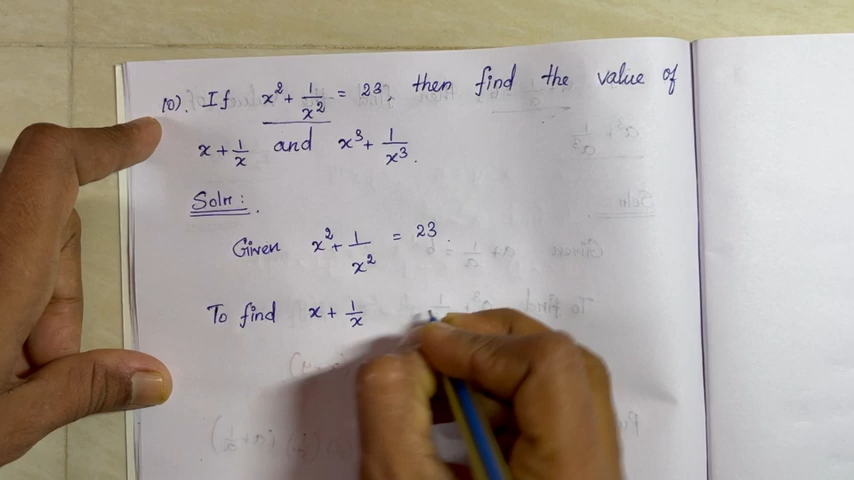 10). If x² + 1/x² = 23, then find the value of
x + 1/x and x³ + 1/x³.
Soln :
Given x² + 1/x² = 23.
To find x + 1/x